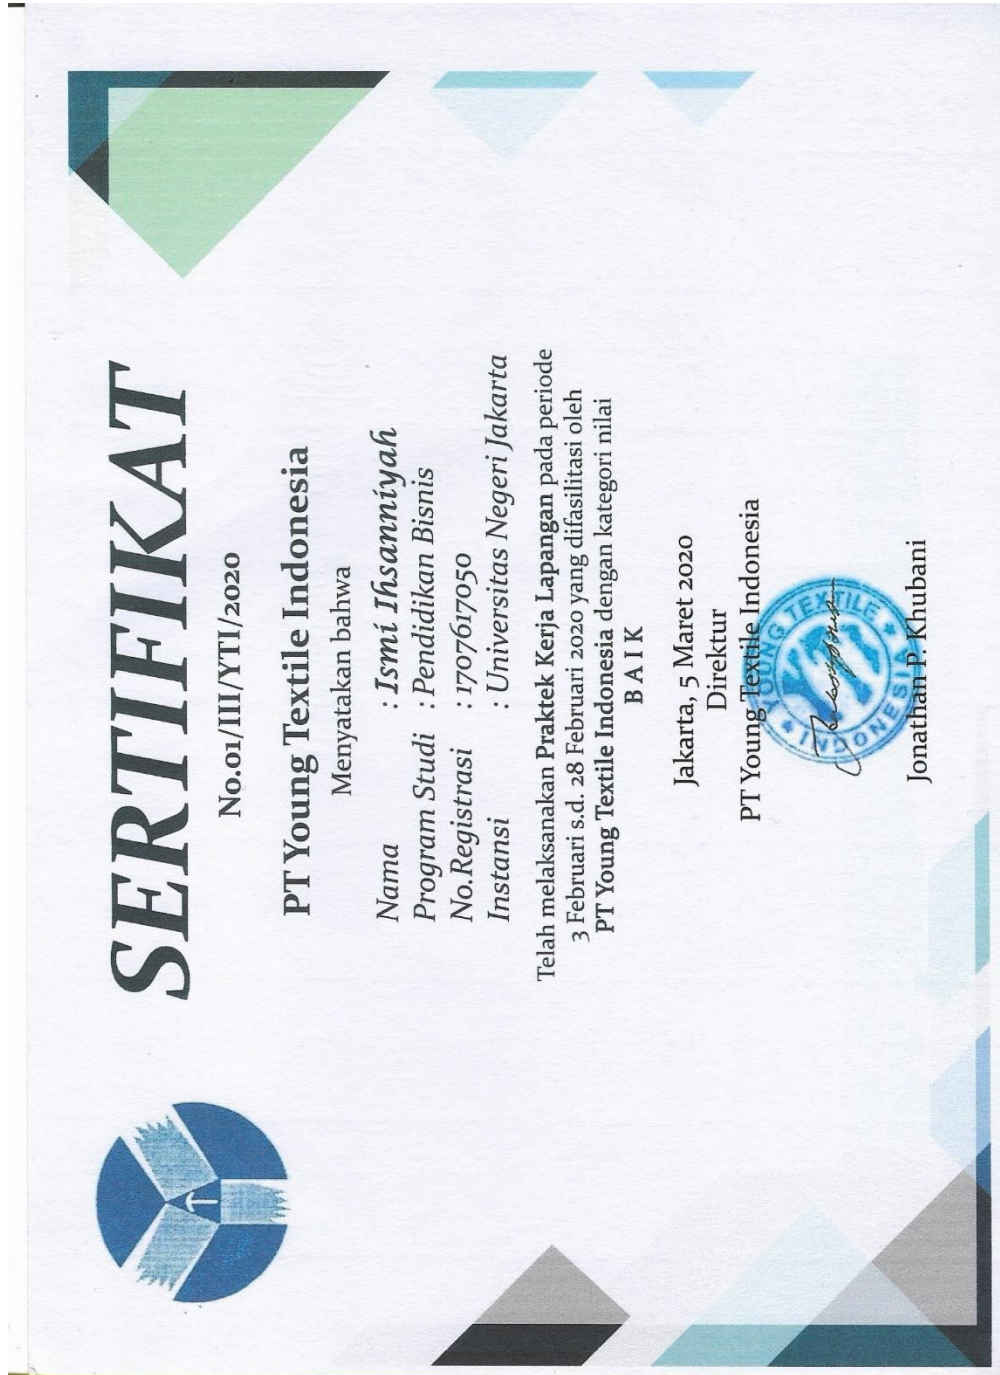 SERTIFIKAT
No.01/III/YTI/2020
PT Young Textile Indonesia
Menyatakan bahwa
Nama : Ismi Ihsanniyah
Program Studi : Pendidikan Bisnis
No.Registrasi : 1707617050
Instansi : Universitas Negeri Jakarta
Telah melaksanakan Praktek Kerja Lapangan pada periode
3 Februari s.d. 28 Februari 2020 yang difasilitasi oleh
PT Young Textile Indonesia dengan kategori nilai
B A I K
Jakarta, 5 Maret 2020
Direktur
PT Young Textile Indonesia
YOUNG TEXTILE
INDONESIA
Jonathan P. Khubani